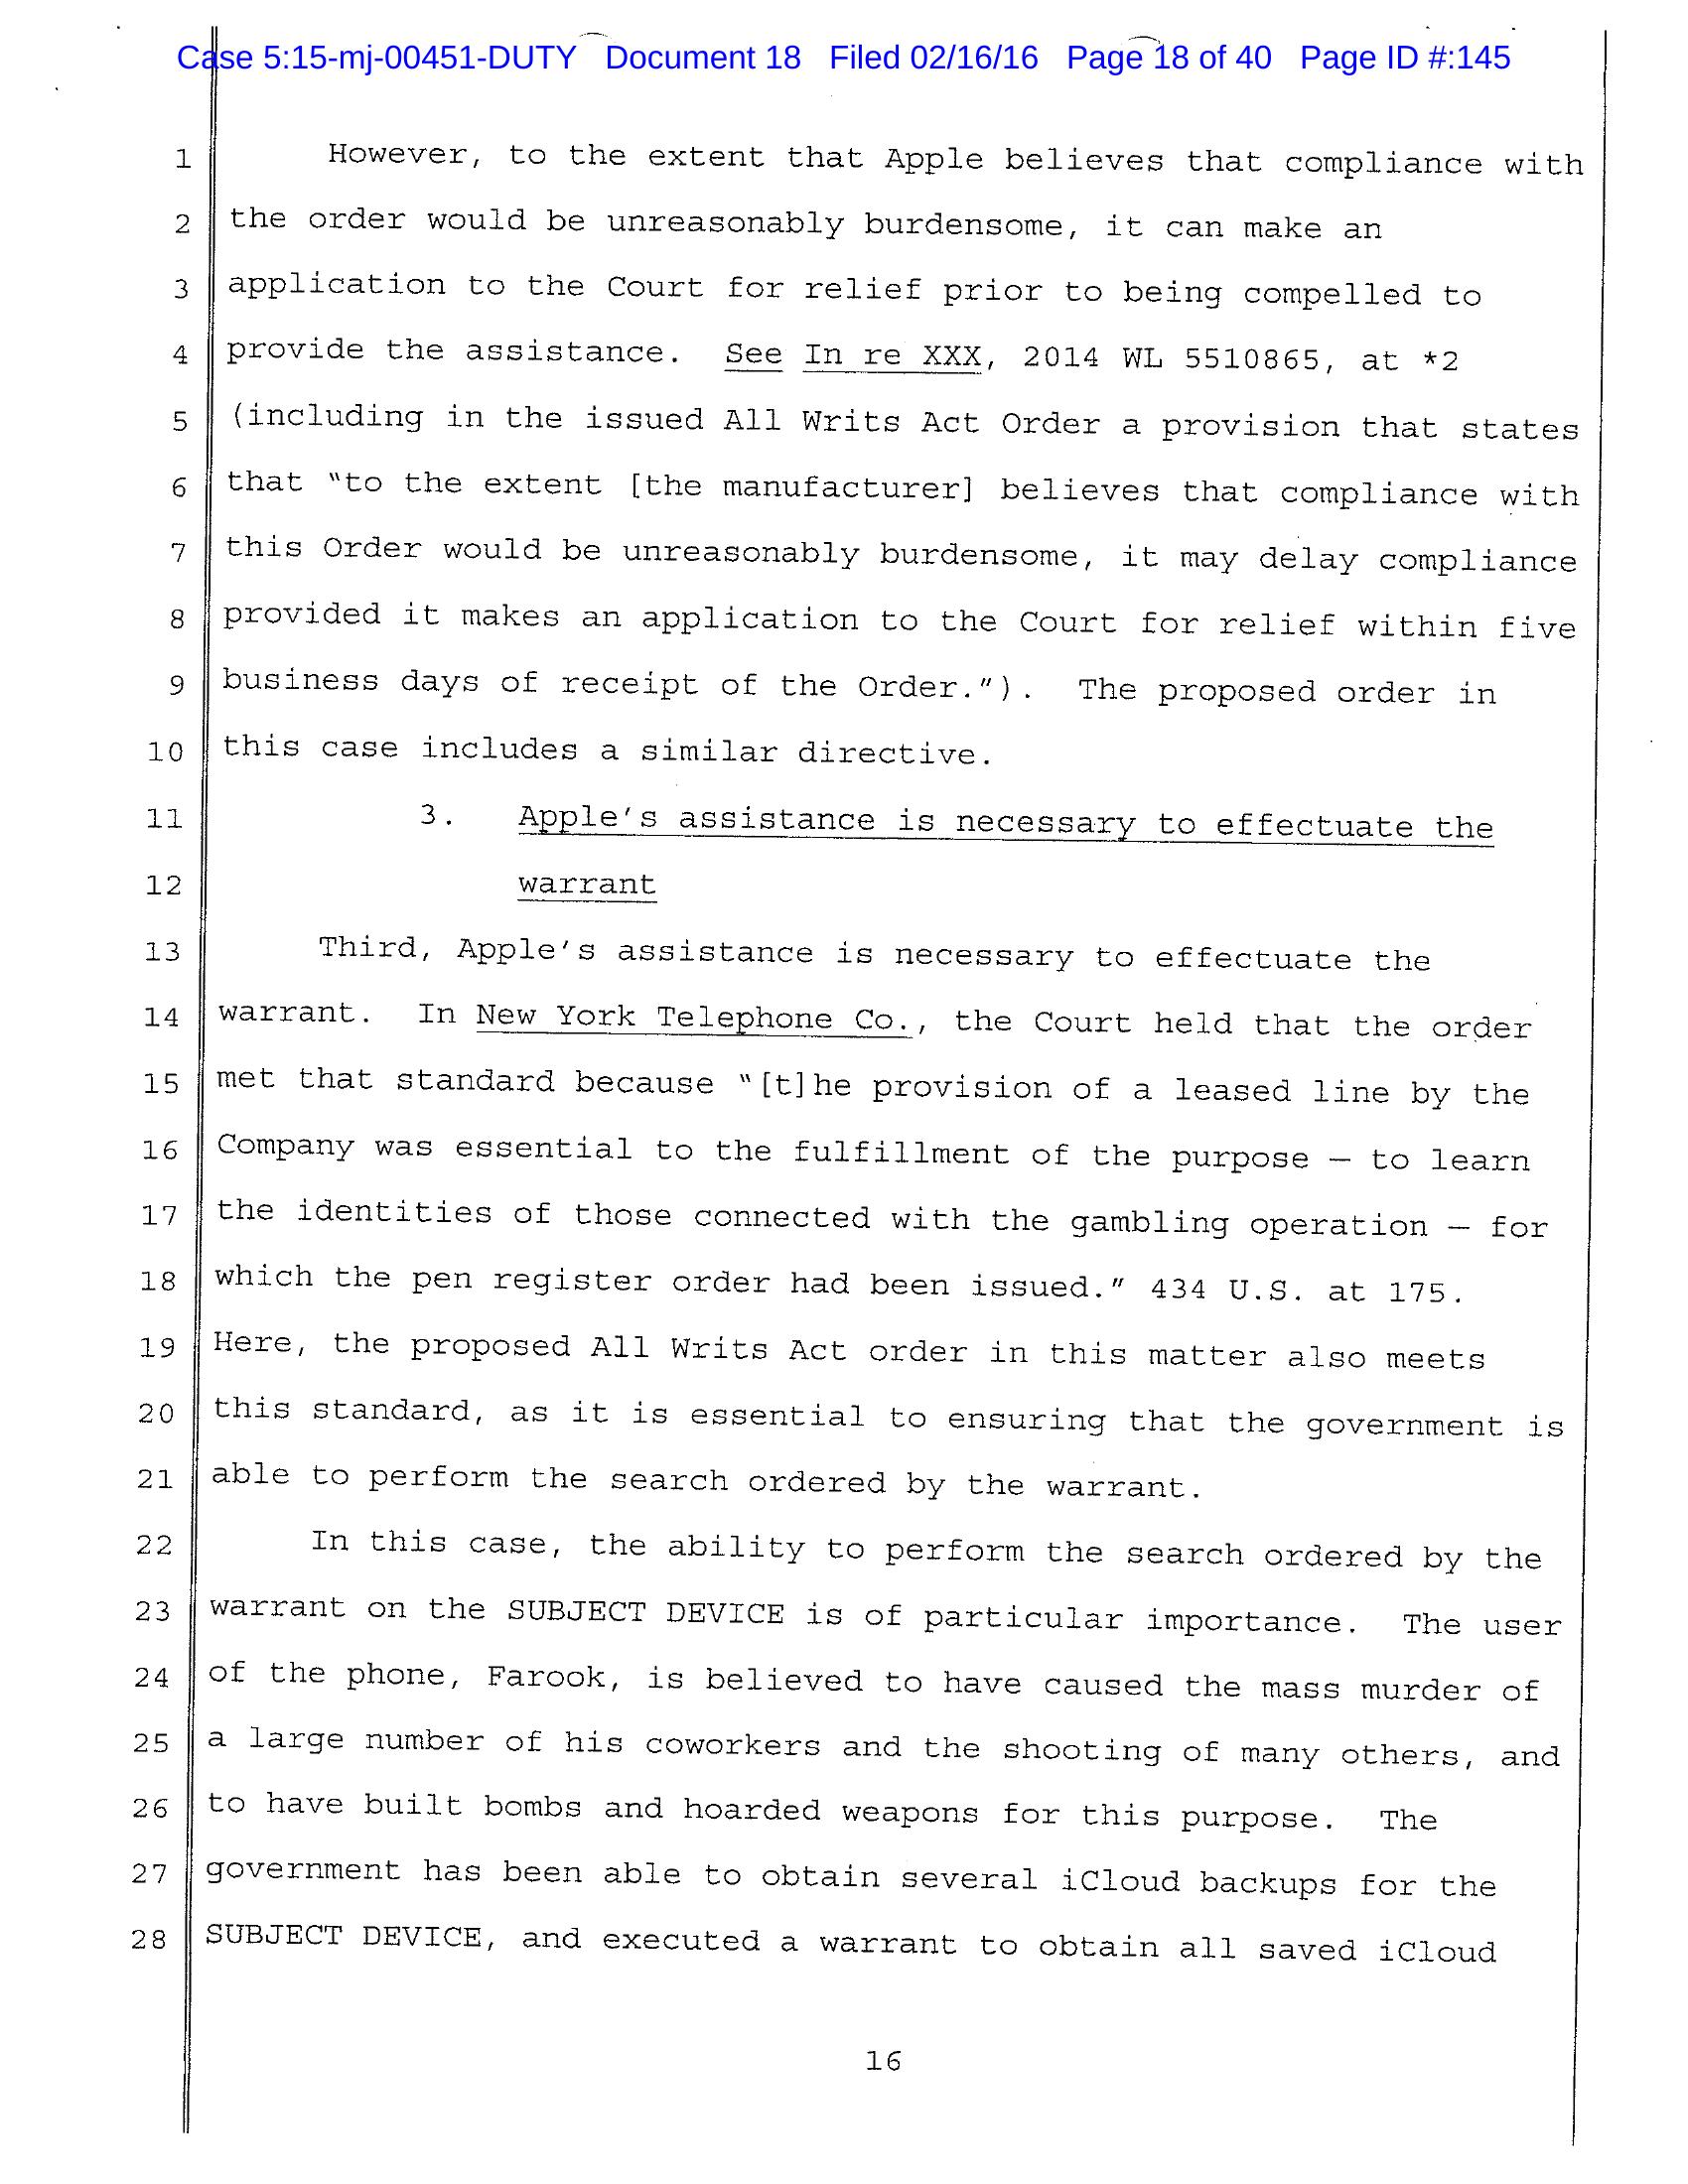 Case 5:15-mj-00451-DUTY Document 18 Filed 02/16/16 Page 18 of 40 Page ID #:145
1 However, to the extent that Apple believes that compliance with
2 the order would be unreasonably burdensome, it can make an
3 application to the Court for relief prior to being compelled to
4 provide the assistance. See In re XXX, 2014 WL 5510865, at *2
5 (including in the issued All Writs Act Order a provision that states
6 that “to the extent [the manufacturer] believes that compliance with
7 this Order would be unreasonably burdensome, it may delay compliance
8 provided it makes an application to the Court for relief within five
9 business days of receipt of the Order.”). The proposed order in
10 this case includes a similar directive.
11 3. Apple’s assistance is necessary to effectuate the
12 warrant
13 Third, Apple’s assistance is necessary to effectuate the
14 warrant. In New York Telephone Co., the Court held that the order
15 met that standard because “[t]he provision of a leased line by the
16 Company was essential to the fulfillment of the purpose — to learn
17 the identities of those connected with the gambling operation — for
18 which the pen register order had been issued.” 434 U.S. at 175.
19 Here, the proposed All Writs Act order in this matter also meets
20 this standard, as it is essential to ensuring that the government is
21 able to perform the search ordered by the warrant.
22 In this case, the ability to perform the search ordered by the
23 warrant on the SUBJECT DEVICE is of particular importance. The user
24 of the phone, Farook, is believed to have caused the mass murder of
25 a large number of his coworkers and the shooting of many others, and
26 to have built bombs and hoarded weapons for this purpose. The
27 government has been able to obtain several iCloud backups for the
28 SUBJECT DEVICE, and executed a warrant to obtain all saved iCloud
16